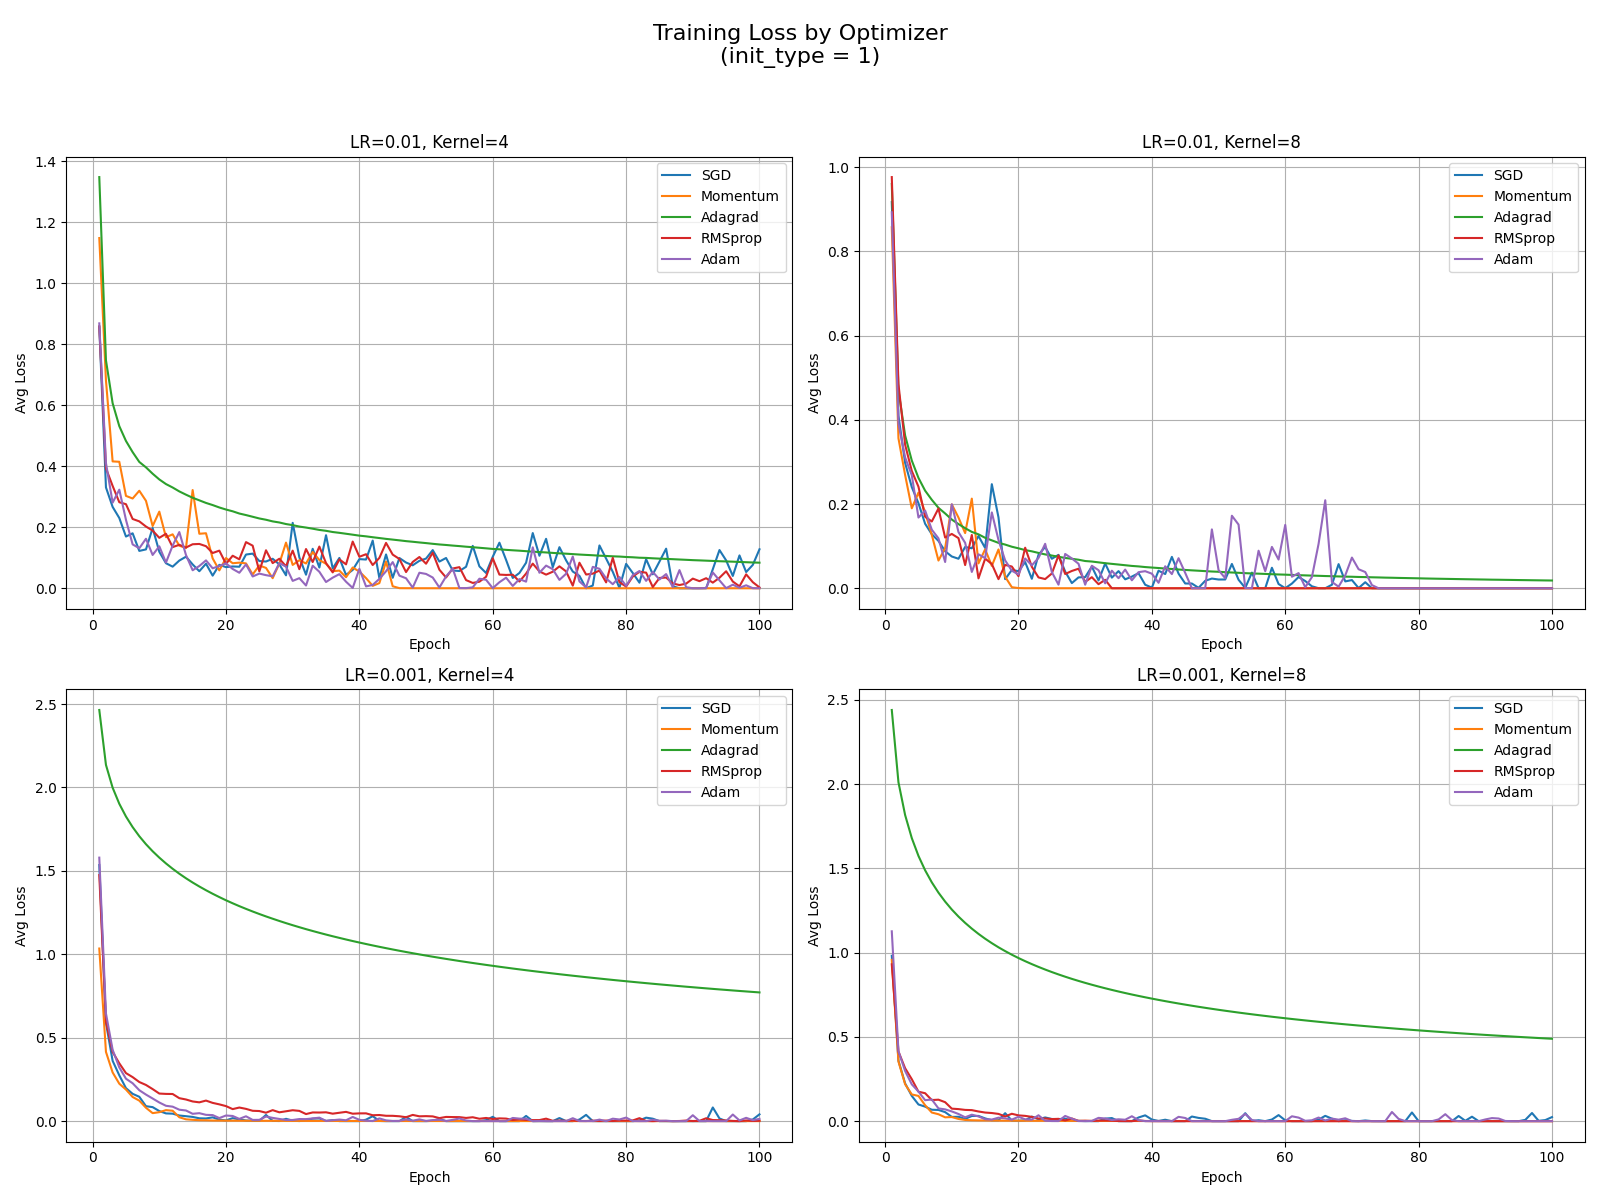 Training Loss by Optimizer
(init_type = 1)
LR=0.01, Kernel=4
1.4
1.2
1.0
0.8
0.6
0.4
0.2
0.0
Avg Loss
0 20 40 60 80 100
Epoch
SGD
Momentum
Adagrad
RMSprop
Adam
LR=0.01, Kernel=8
1.0
0.8
0.6
0.4
0.2
0.0
Avg Loss
0 20 40 60 80 100
Epoch
SGD
Momentum
Adagrad
RMSprop
Adam
LR=0.001, Kernel=4
2.5
2.0
1.5
1.0
0.5
0.0
Avg Loss
0 20 40 60 80 100
Epoch
SGD
Momentum
Adagrad
RMSprop
Adam
LR=0.001, Kernel=8
2.5
2.0
1.5
1.0
0.5
0.0
Avg Loss
0 20 40 60 80 100
Epoch
SGD
Momentum
Adagrad
RMSprop
Adam